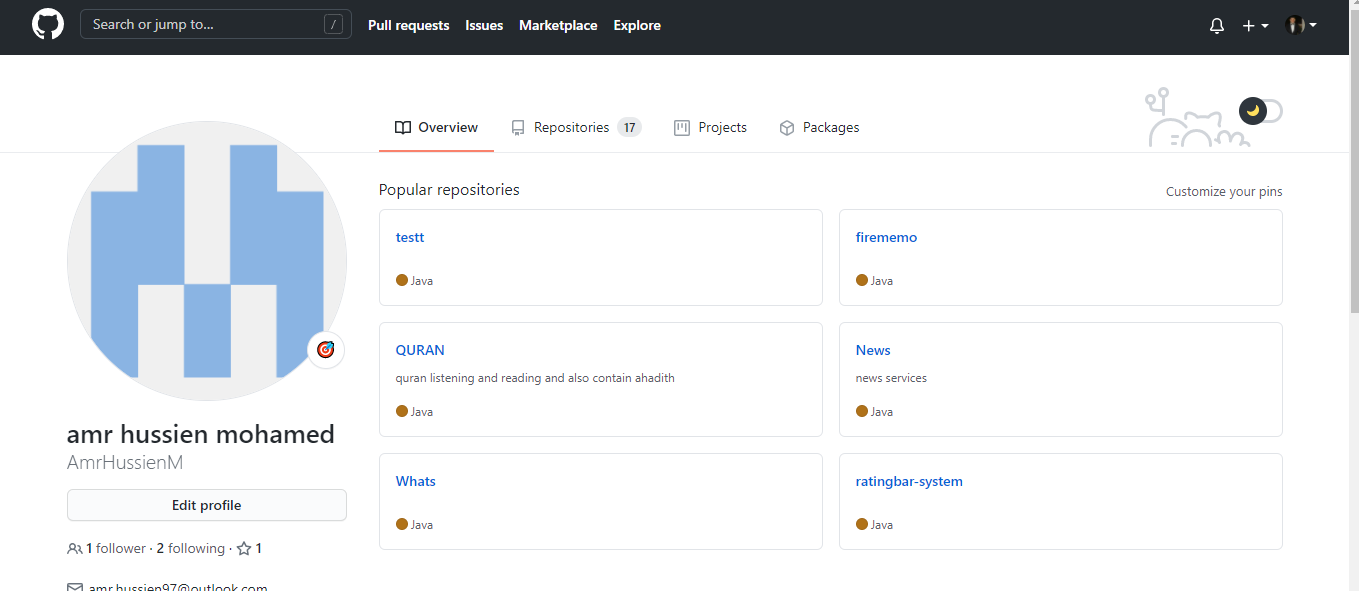 Search or jump to... /
Pull requests Issues Marketplace Explore
Overview Repositories 17 Projects Packages
Popular repositories Customize your pins
testt
Java
firememo
Java
QURAN
quran listening and reading and also contain ahadith
Java
News
news services
Java
Whats
Java
ratingbar-system
Java
amr hussien mohamed
AmrHussienM
Edit profile
1 follower · 2 following · 1
amr.hussien97@outlook.com